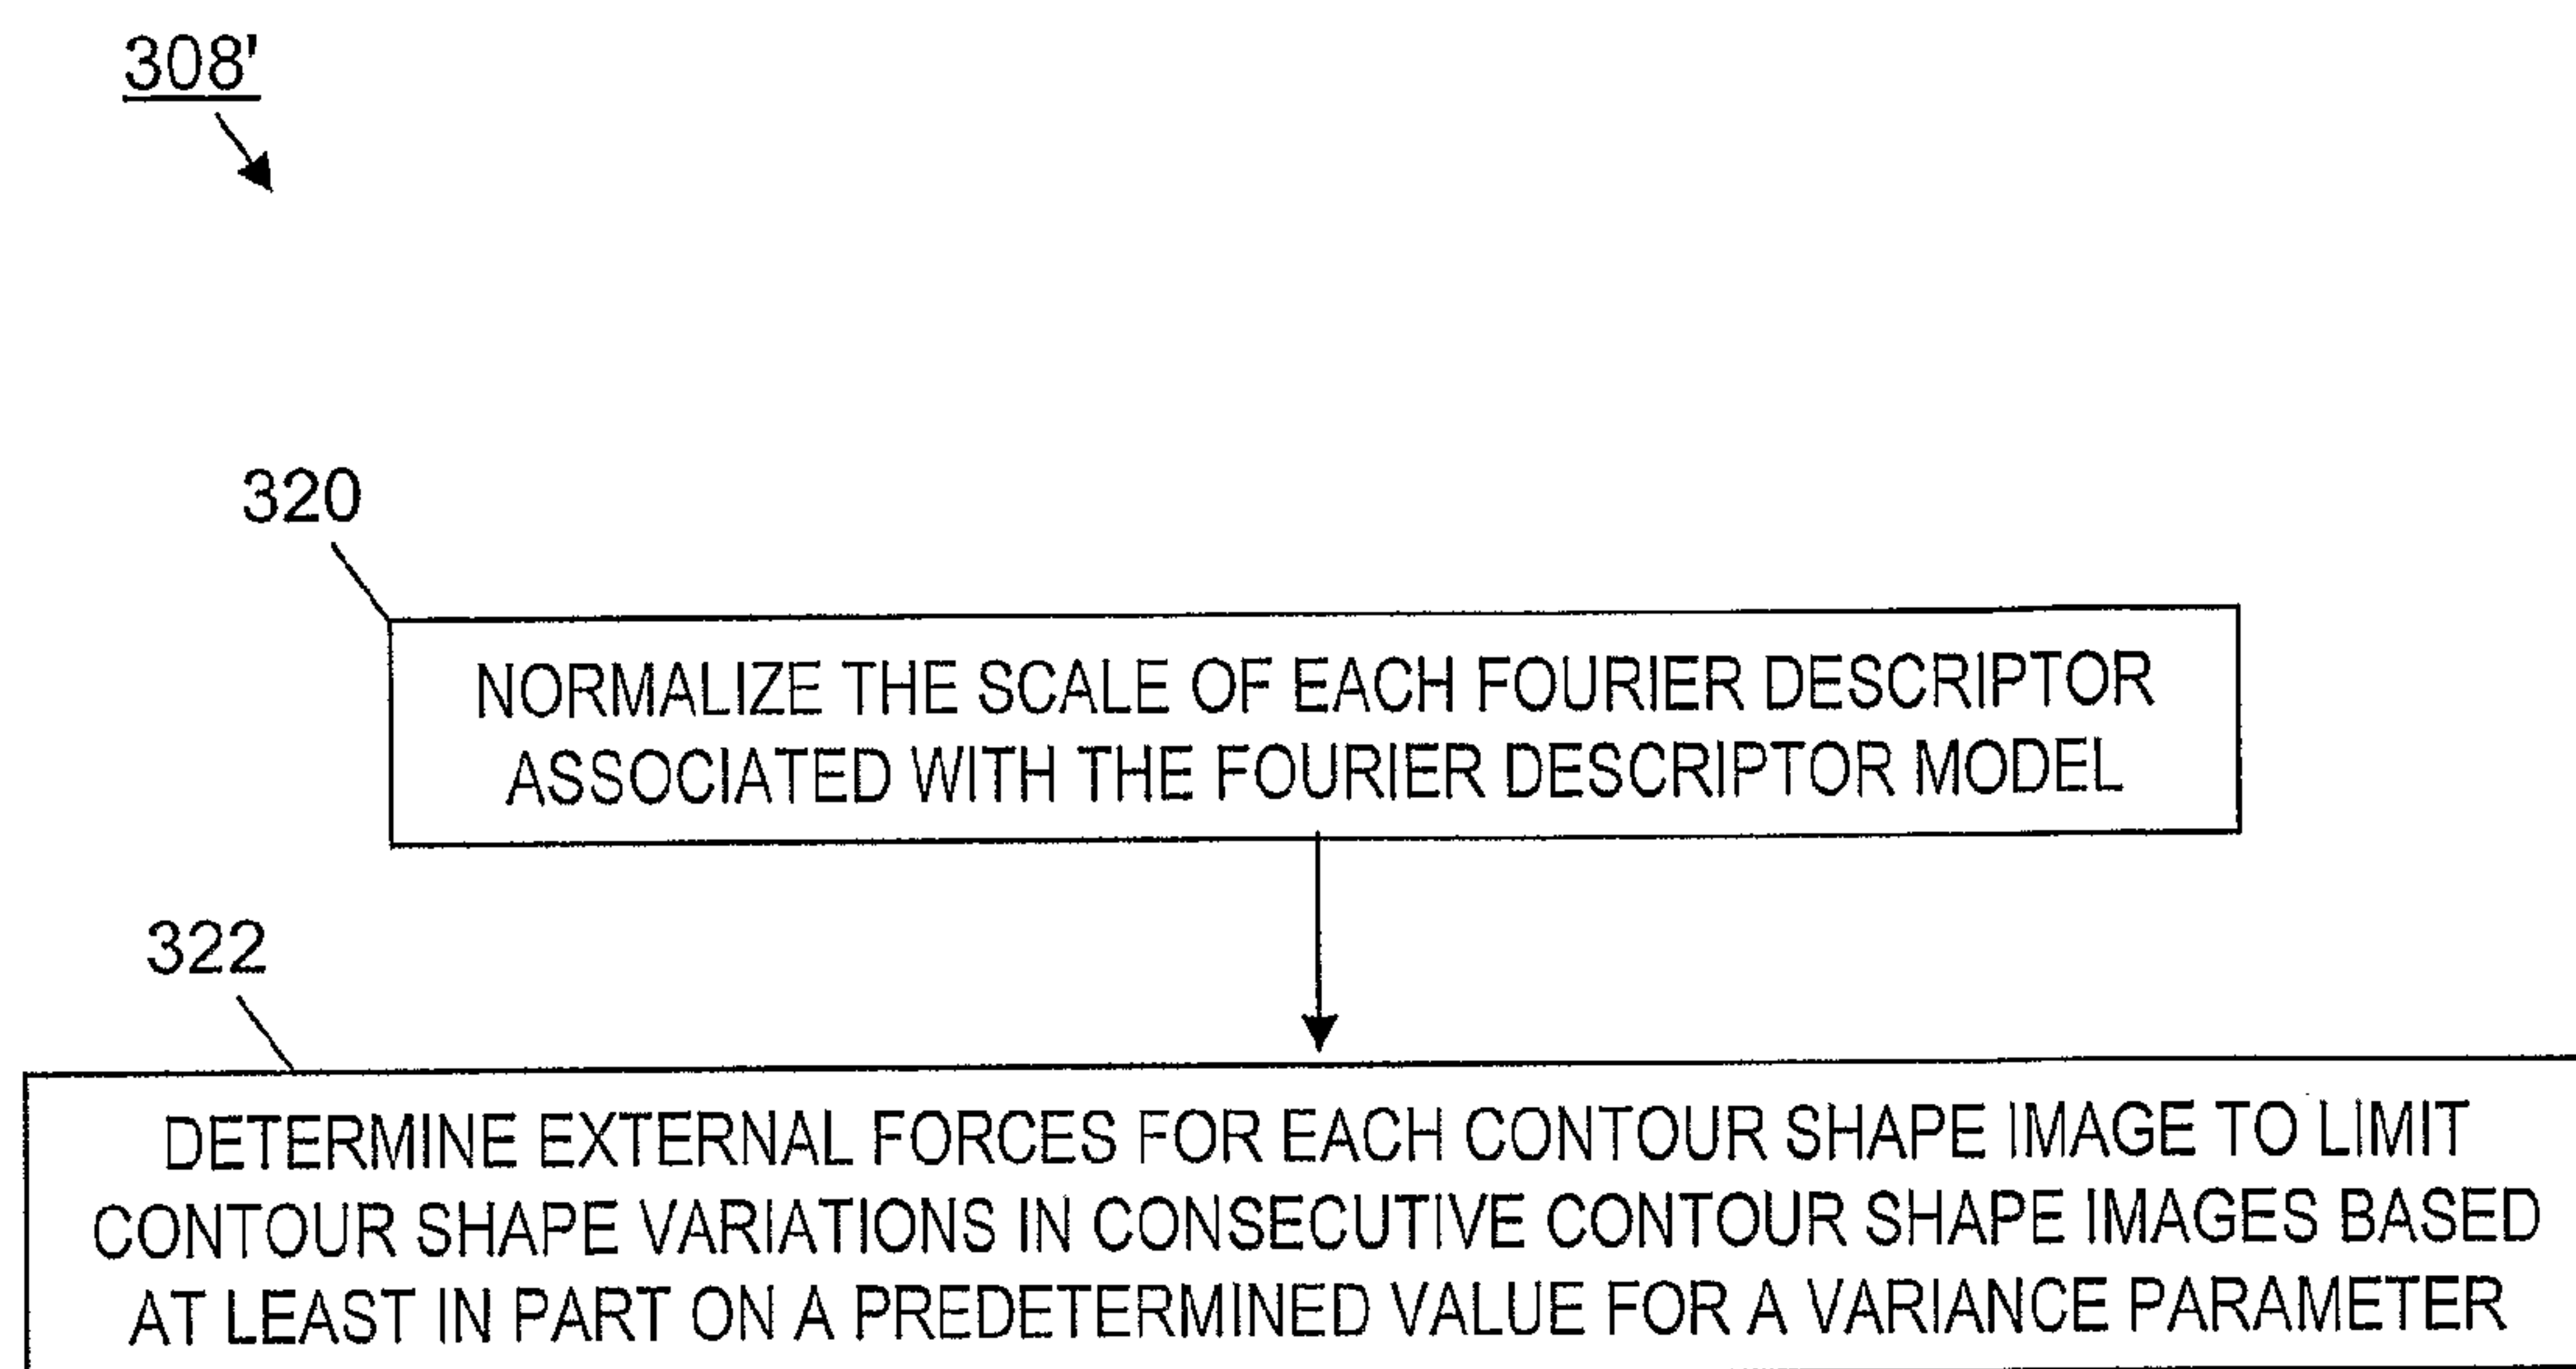 308'
320
NORMALIZE THE SCALE OF EACH FOURIER DESCRIPTOR
ASSOCIATED WITH THE FOURIER DESCRIPTOR MODEL
322
DETERMINE EXTERNAL FORCES FOR EACH CONTOUR SHAPE IMAGE TO LIMIT
CONTOUR SHAPE VARIATIONS IN CONSECUTIVE CONTOUR SHAPE IMAGES BASED
AT LEAST IN PART ON A PREDETERMINED VALUE FOR A VARIANCE PARAMETER